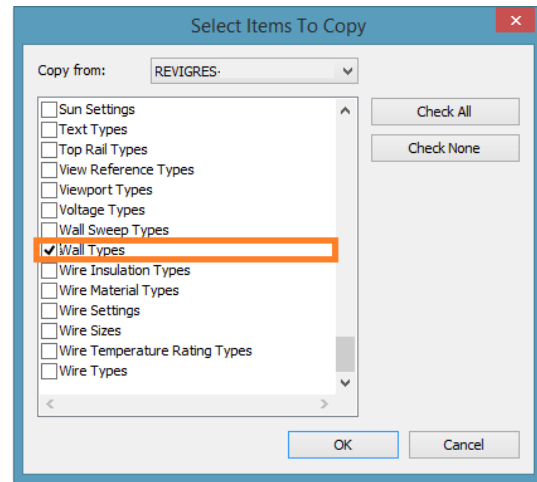 Select Items To Copy
Copy from: REVIGRES·
Sun Settings
Text Types
Top Rail Types
View Reference Types
Viewport Types
Voltage Types
Wall Sweep Types
Wall Types
Wire Insulation Types
Wire Material Types
Wire Settings
Wire Sizes
Wire Temperature Rating Types
Wire Types
Check All
Check None
OK Cancel